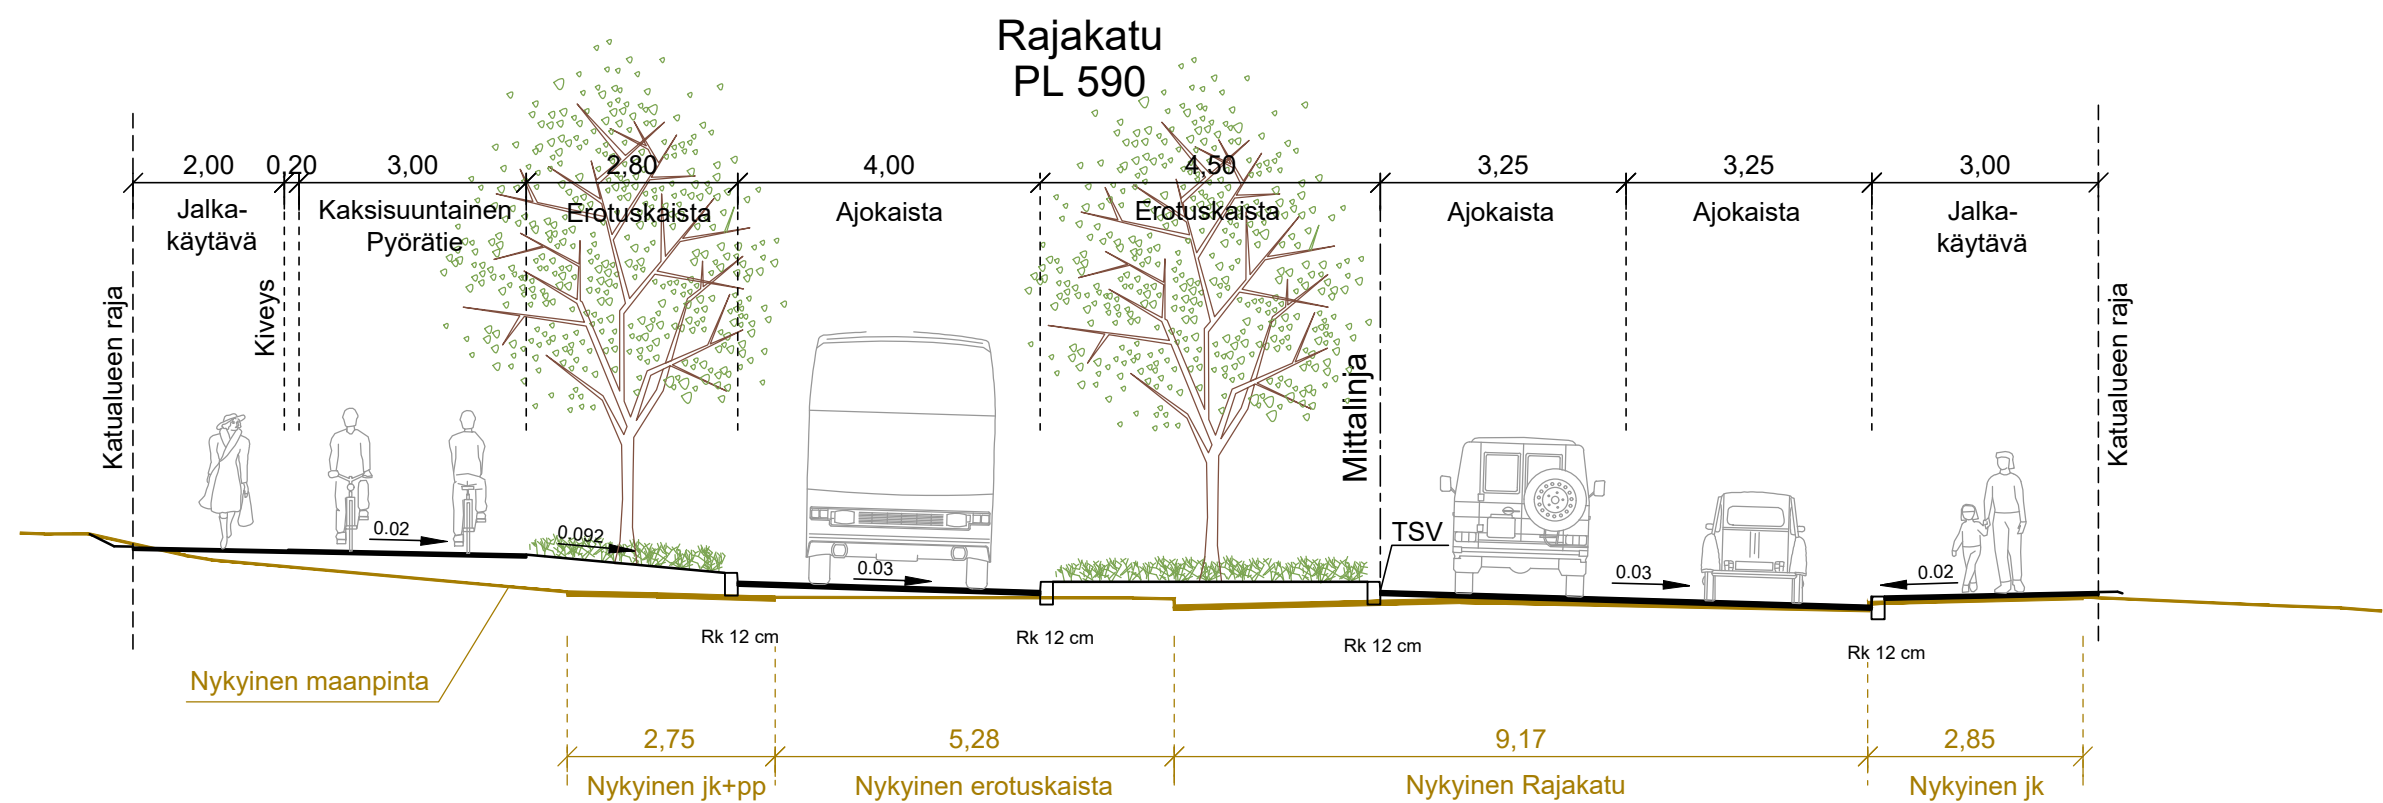 Rajakatu
PL 590
2,00
0,20
3,00
2,80
4,00
4,50
3,25
3,25
3,00
Jalka-
käytävä
Kaksisuuntainen
Pyörätie
Erotuskaista
Ajokaista
Erotuskaista
Ajokaista
Ajokaista
Jalka-
käytävä
Katualueen raja
Kiveys
Mittalinja
Katualueen raja
0.02
0.092
0.03
TSV
0.03
0.02
Rk 12 cm
Rk 12 cm
Rk 12 cm
Rk 12 cm
Nykyinen maanpinta
2,75
5,28
9,17
2,85
Nykyinen jk+pp
Nykyinen erotuskaista
Nykyinen Rajakatu
Nykyinen jk